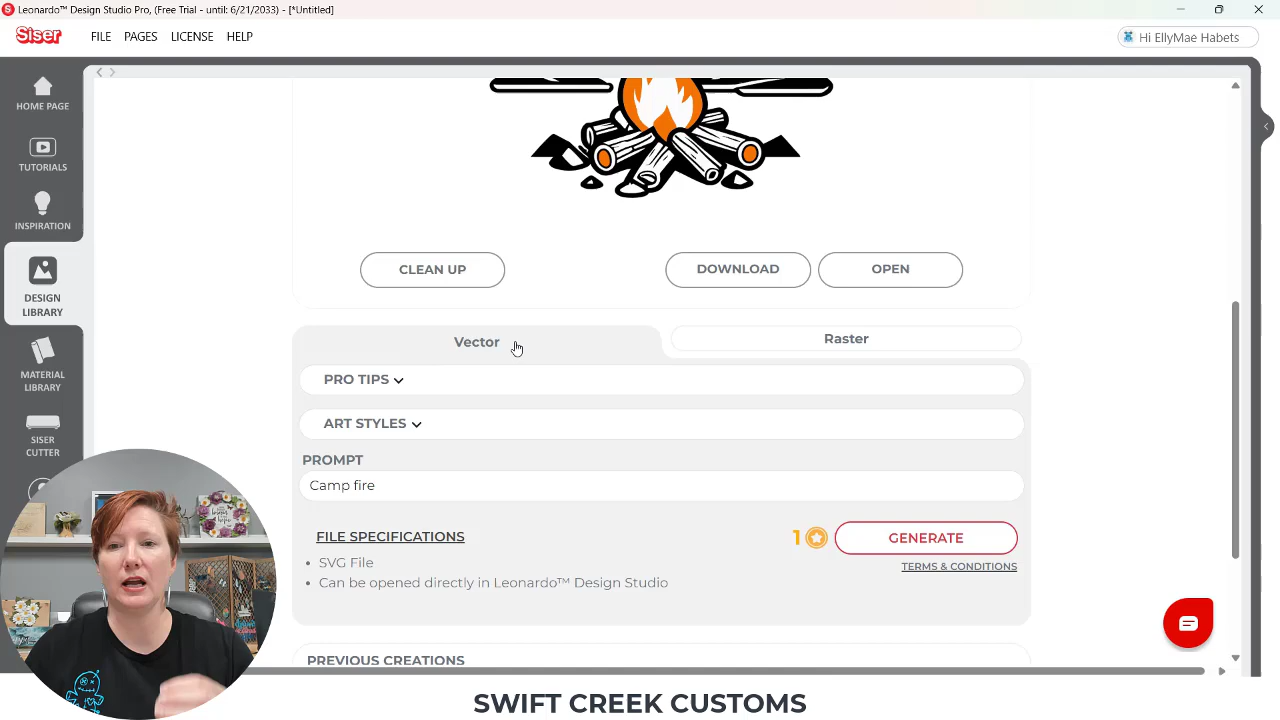 Leonardo™ Design Studio Pro, (Free Trial - until: 6/21/2033) - [*Untitled]
Siser
FILE PAGES LICENSE HELP
Hi EllyMae Habets
HOME PAGE
TUTORIALS
INSPIRATION
DESIGN
LIBRARY
MATERIAL
LIBRARY
SISER
CUTTER
CLEAN UP
DOWNLOAD
OPEN
Vector
Raster
PRO TIPS
ART STYLES
PROMPT
Camp fire
FILE SPECIFICATIONS
• SVG File
• Can be opened directly in Leonardo™ Design Studio
1
GENERATE
TERMS & CONDITIONS
PREVIOUS CREATIONS
SWIFT CREEK CUSTOMS